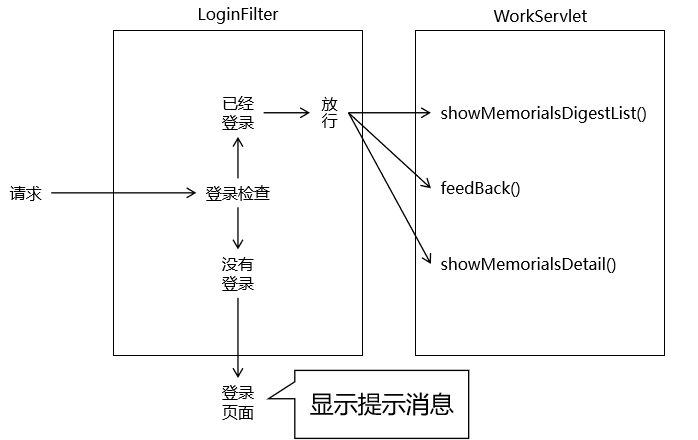 LoginFilter
WorkServlet
已经
登录
放
行
showMemorialsDigestList()
请求
登录检查
feedBack()
没有
登录
showMemorialsDetail()
登录
页面
显示提示消息